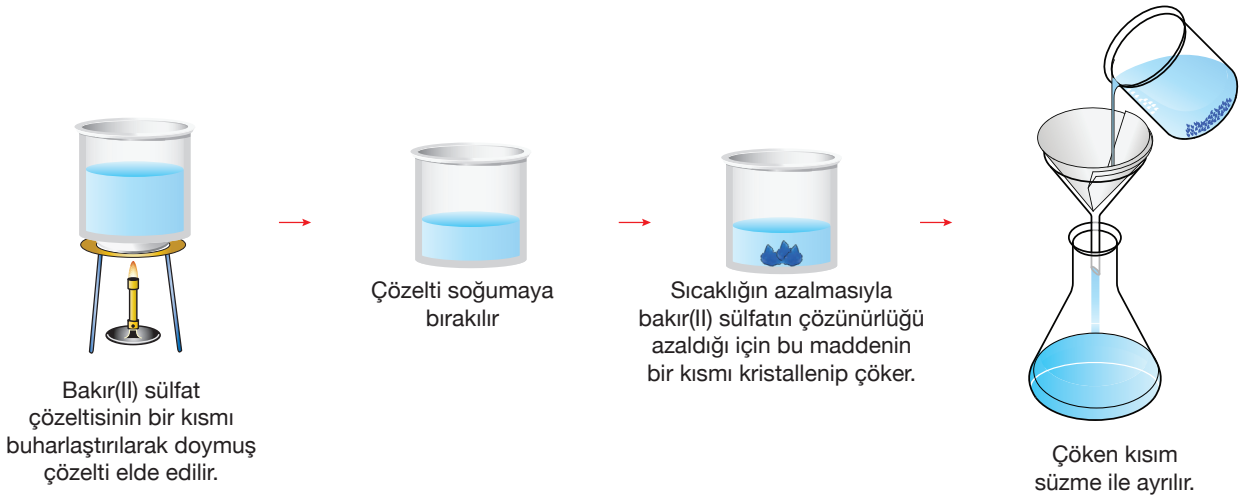 Bakır(II) sülfat
çözeltisinin bir kısmı
buharlaştırılarak doymuş
çözelti elde edilir.
Çözelti soğumaya
bırakılır
Sıcaklığın azalmasıyla
bakır(II) sülfatın çözünürlüğü
azaldığı için bu maddenin
bir kısmı kristallenip çöker.
Çöken kısım
süzme ile ayrılır.